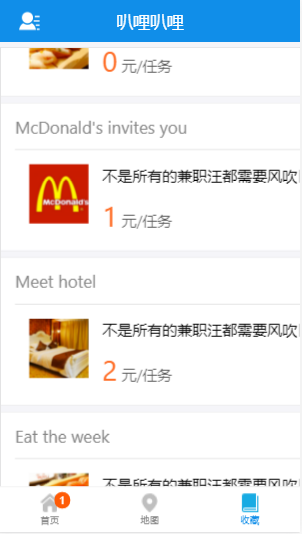 叭哩叭哩
0 元/任务
McDonald's invites you
McDonald's
不是所有的兼职汪都需要风吹
1 元/任务
Meet hotel
不是所有的兼职汪都需要风吹
2 元/任务
Eat the week
不是所有的兼职汪都需要风吹
1
首页
地图
收藏